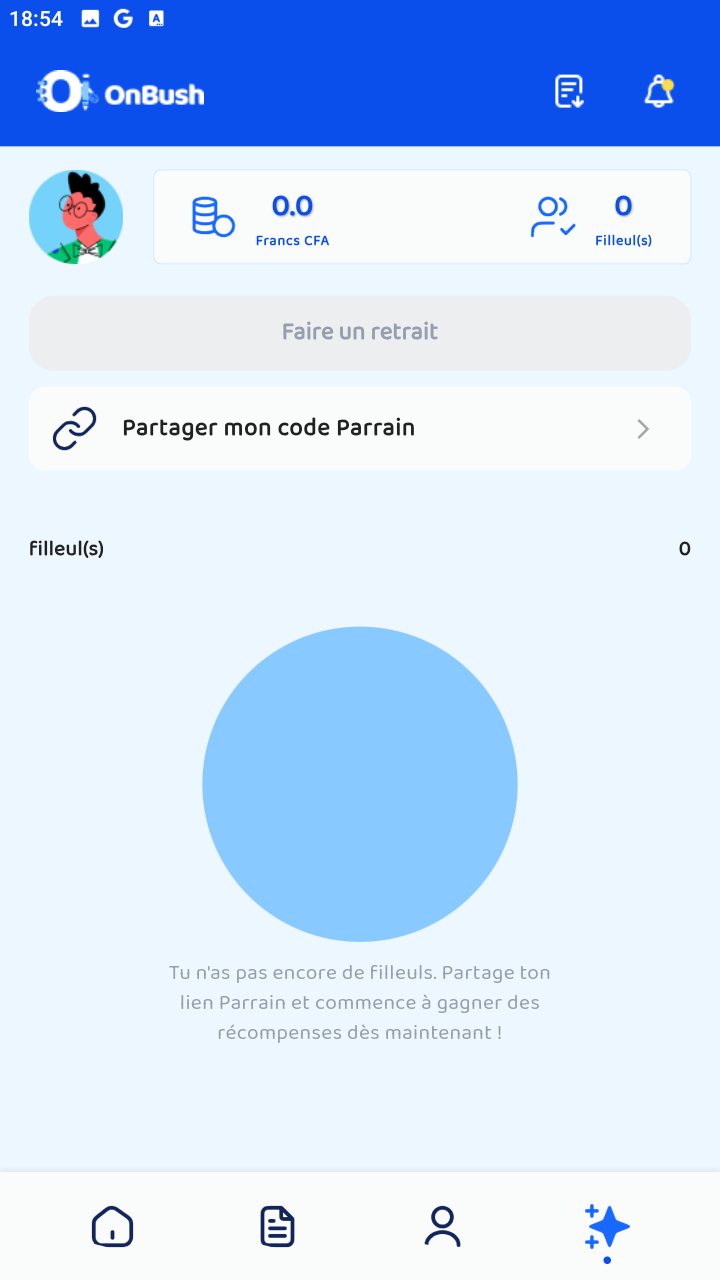 18:54
OnBush
0.0
Francs CFA
0
Filleul(s)
Faire un retrait
Partager mon code Parrain
filleul(s)
0
Tu n'as pas encore de filleuls. Partage ton
lien Parrain et commence à gagner des
récompenses dès maintenant !